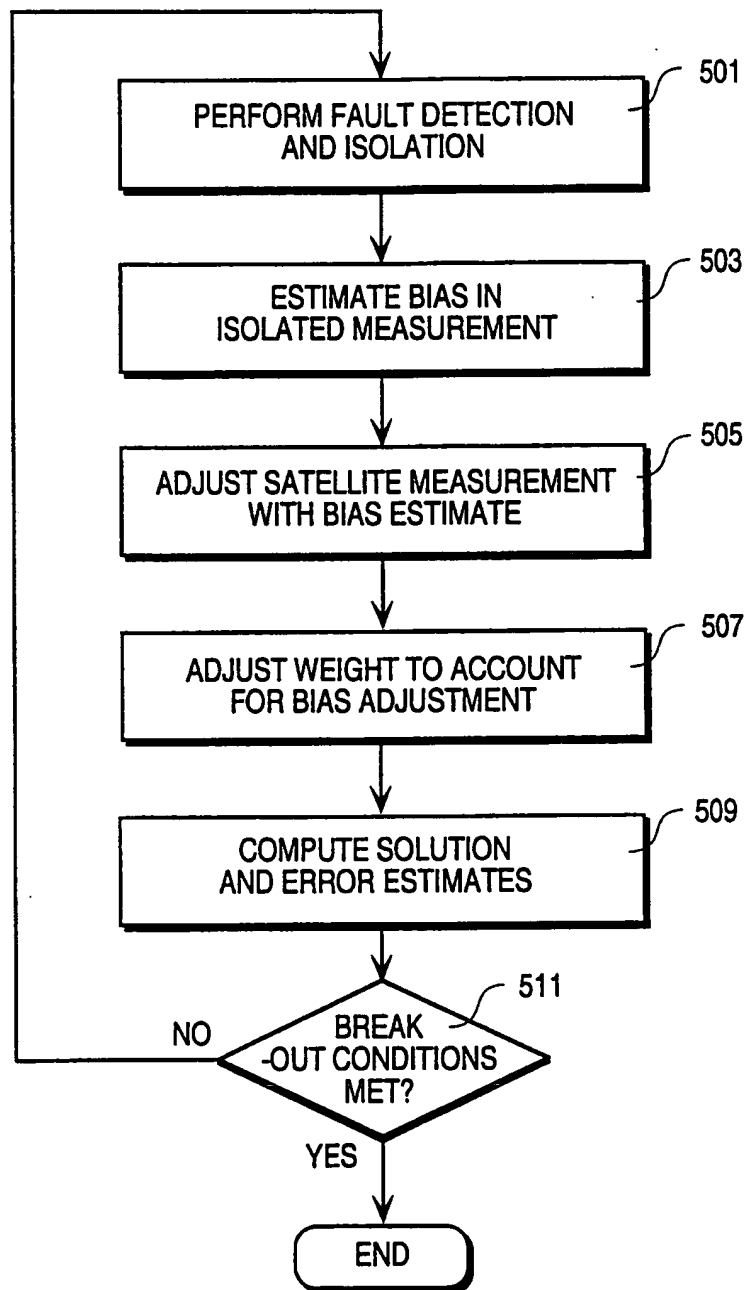 501
PERFORM FAULT DETECTION
AND ISOLATION
503
ESTIMATE BIAS IN
ISOLATED MEASUREMENT
505
ADJUST SATELLITE MEASUREMENT
WITH BIAS ESTIMATE
507
ADJUST WEIGHT TO ACCOUNT
FOR BIAS ADJUSTMENT
509
COMPUTE SOLUTION
AND ERROR ESTIMATES
511
NO
BREAK
-OUT CONDITIONS
MET?
YES
END